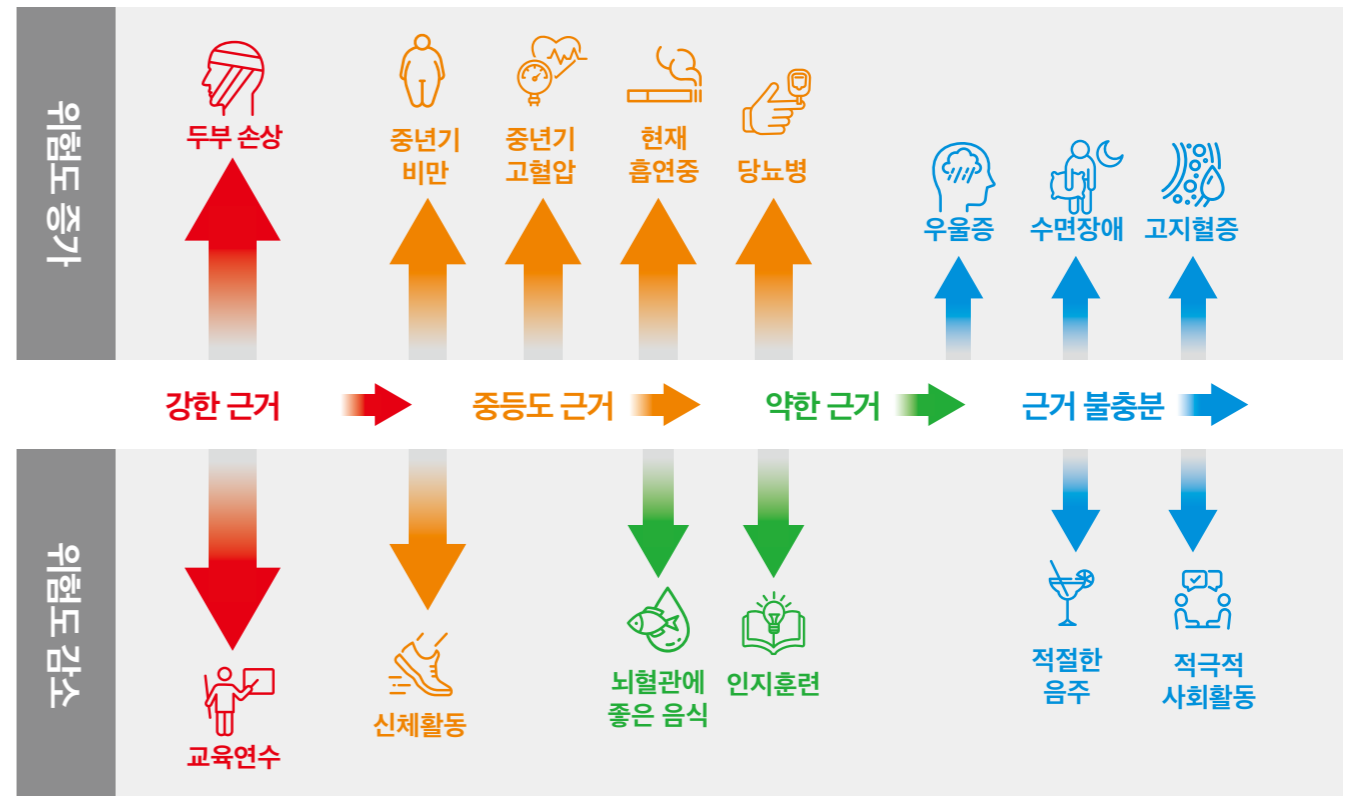 위험도 증가
두부 손상
중년기
비만
중년기
고혈압
현재
흡연중
당뇨병
우울증
수면장애
고지혈증
강한 근거
중등도 근거
약한 근거
근거 불충분
위험도 감소
교육연수
신체활동
뇌혈관에
좋은 음식
인지훈련
적절한
음주
적극적
사회활동